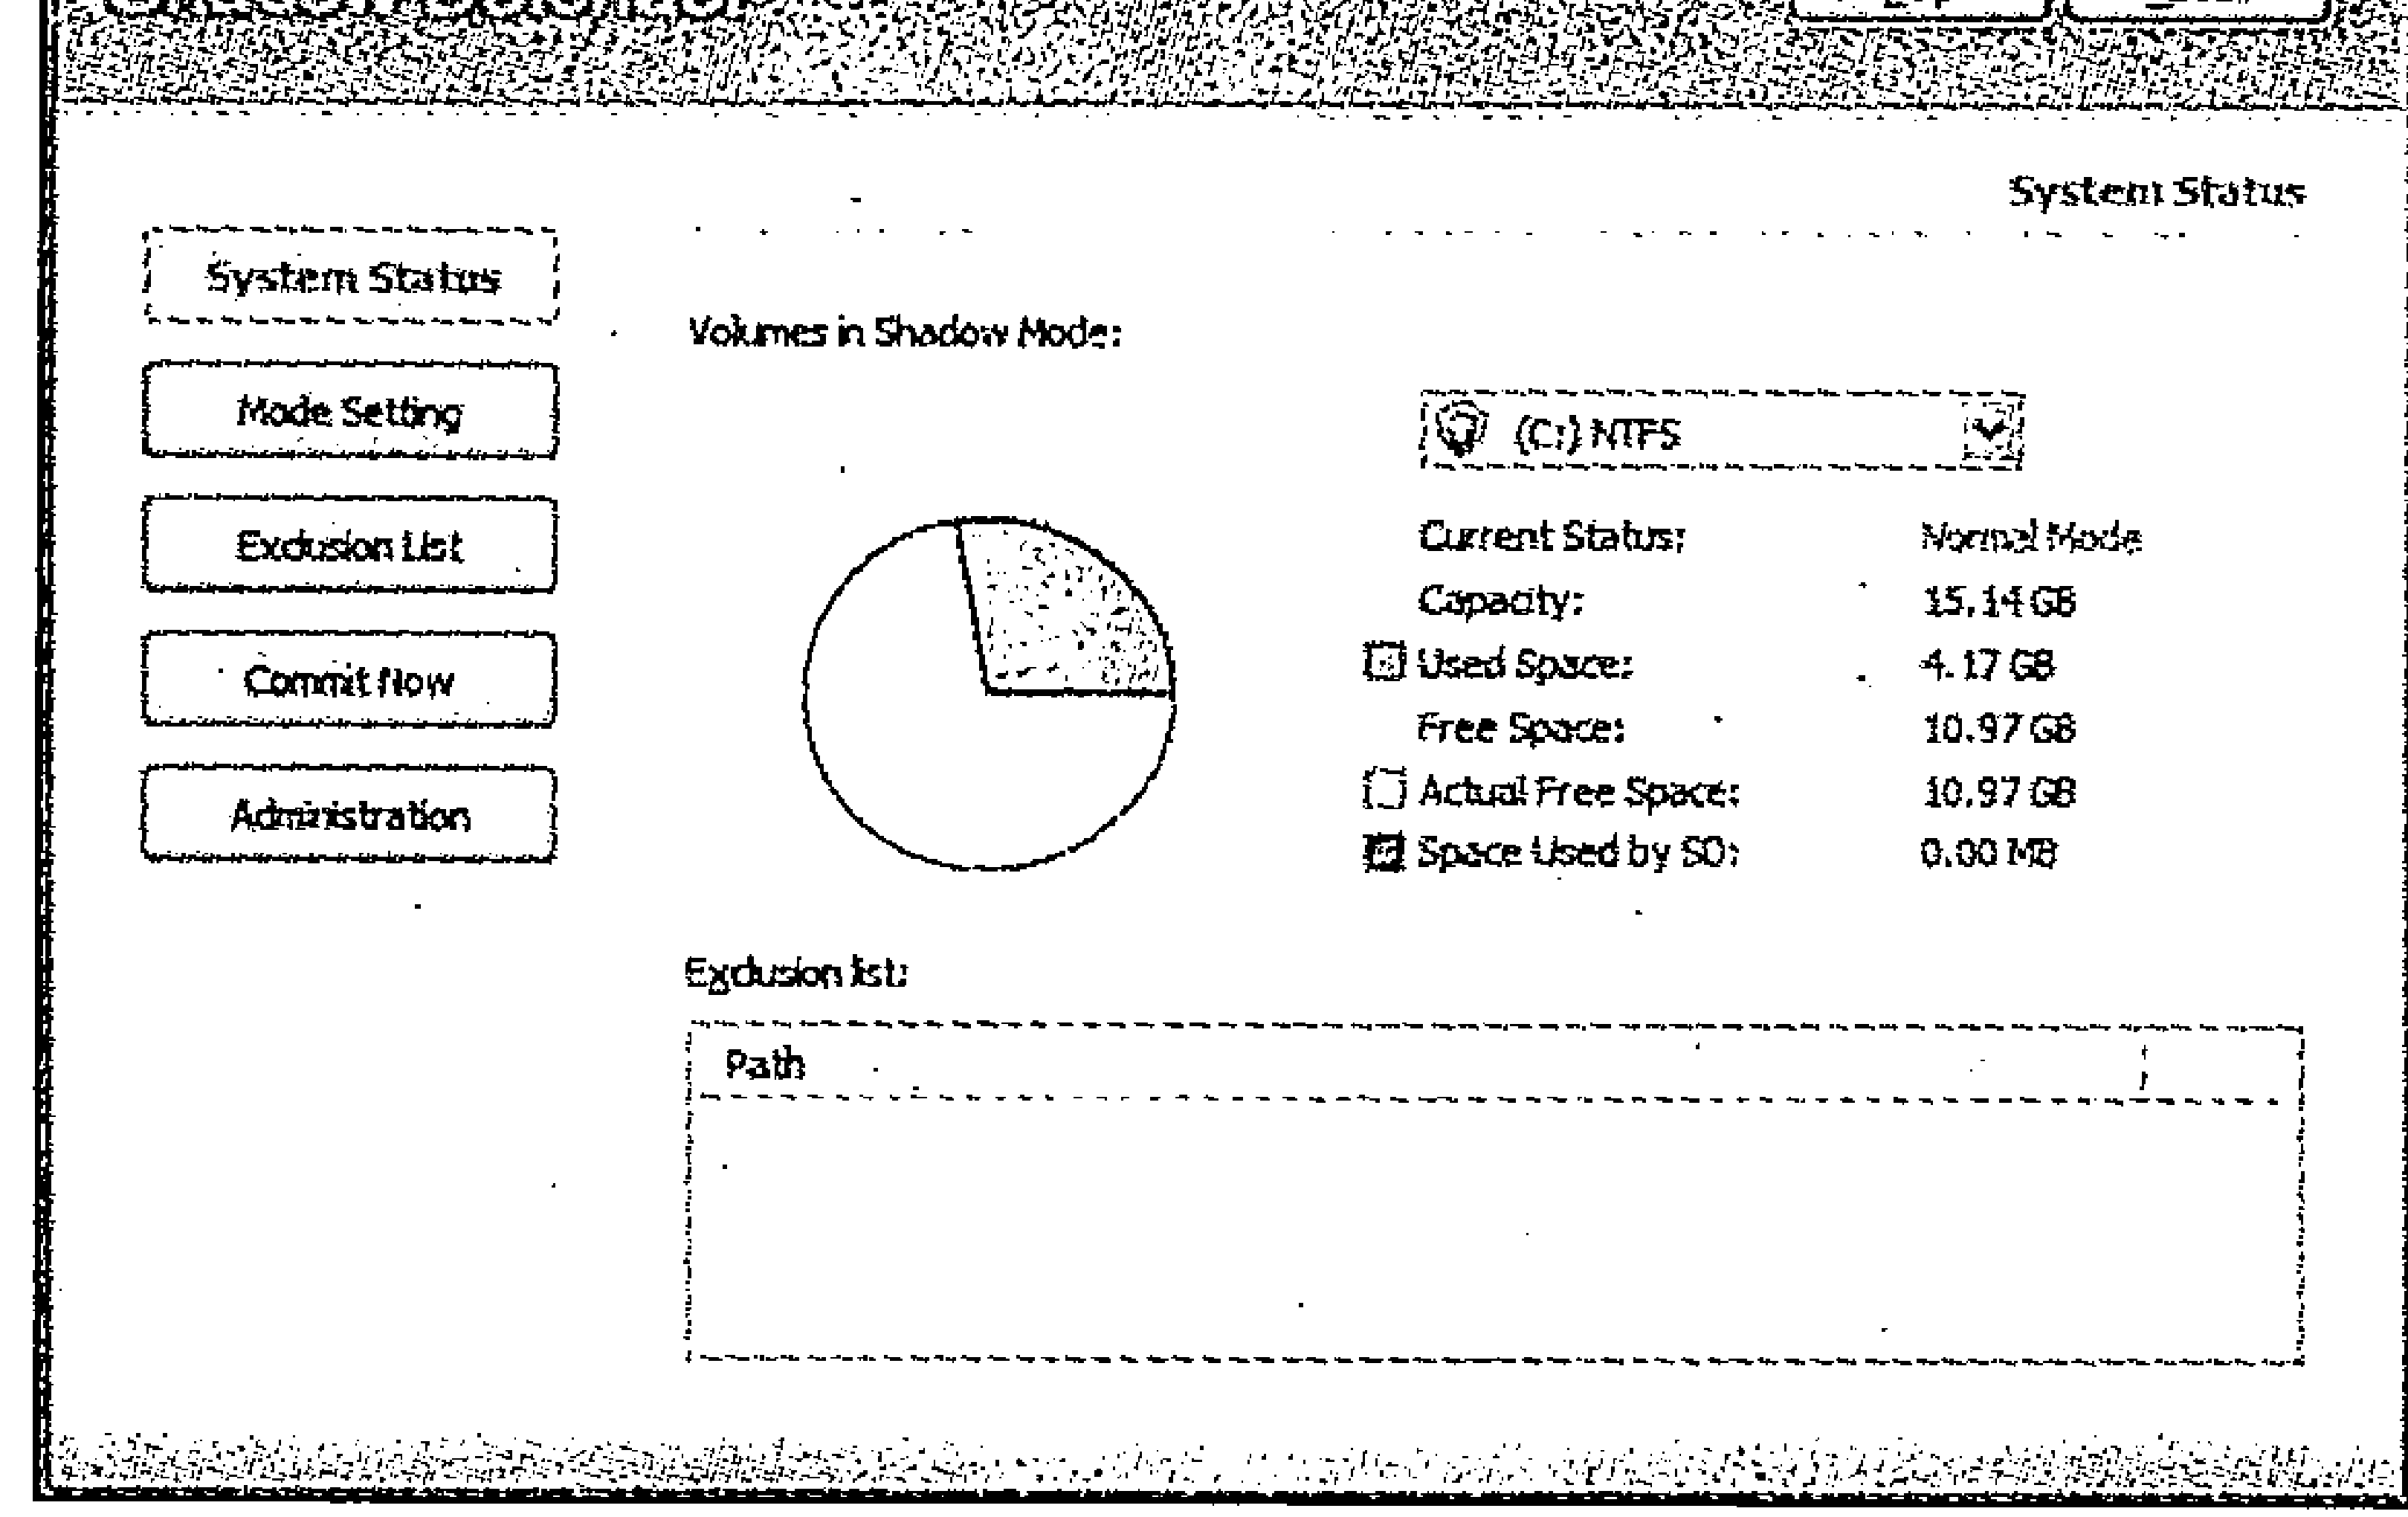 System Status
System Status
Mode Setting
Exclusion List
Commit Now
Administration
Volumes in Shadow Mode:
(C:) NTFS
Current Status: Normal Mode
Capacity: 15.14 GB
Used Space: 4.17 GB
Free Space: 10.97 GB
Actual Free Space: 10.97 GB
Space Used by SD: 0.00 MB
Exclusion list:
Path